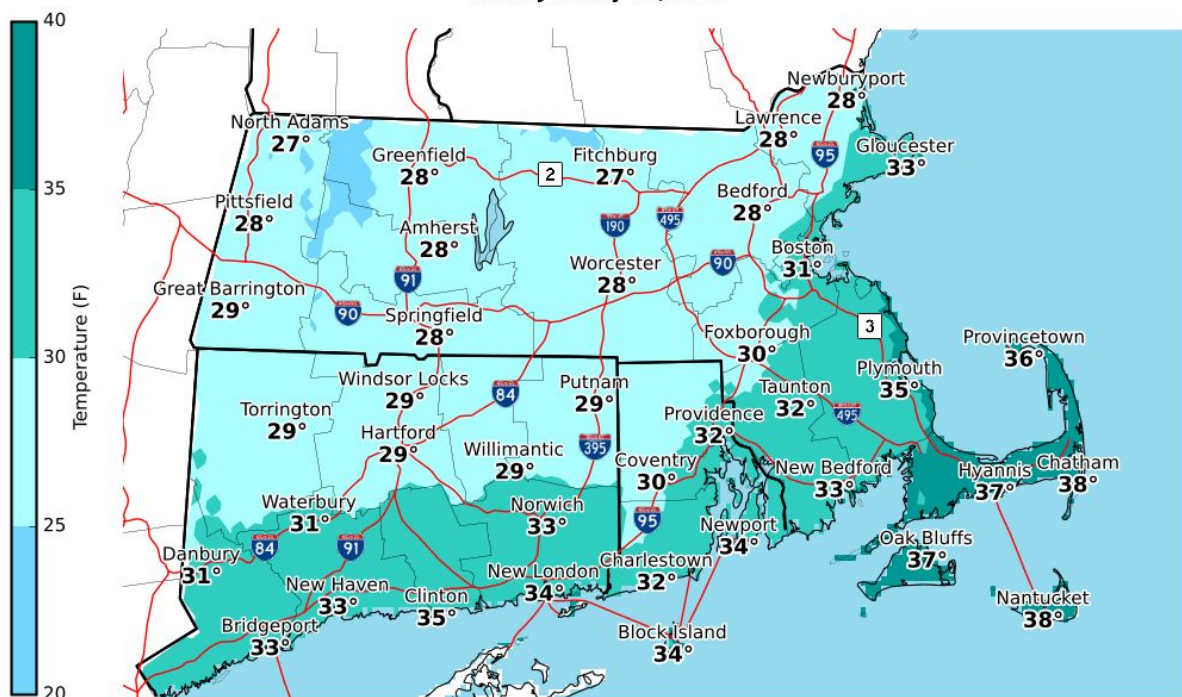 40
35
30
25
20
Temperature (F)
Newburyport
28°
Lawrence
28°
North Adams
27°
Greenfield
28°
2
Fitchburg
27°
95
Gloucester
33°
Pittsfield
28°
Amherst
28°
190
495
Bedford
28°
Boston
31°
91
Worcester
28°
90
Great Barrington
29°
90
Springfield
28°
3
Foxborough
30°
Provincetown
36°
Windsor Locks
29°
84
Putnam
29°
Taunton
32°
Plymouth
35°
495
Torrington
29°
Hartford
29°
Willimantic
29°
395
Providence
32°
Coventry
30°
New Bedford
33°
Hyannis
37°
Chatham
38°
Waterbury
31°
Norwich
33°
95
Newport
34°
Oak Bluffs
37°
Danbury
31°
84
91
New Haven
33°
Clinton
35°
New London
34°
Charlestown
32°
Nantucket
38°
Bridgeport
33°
Block Island
34°